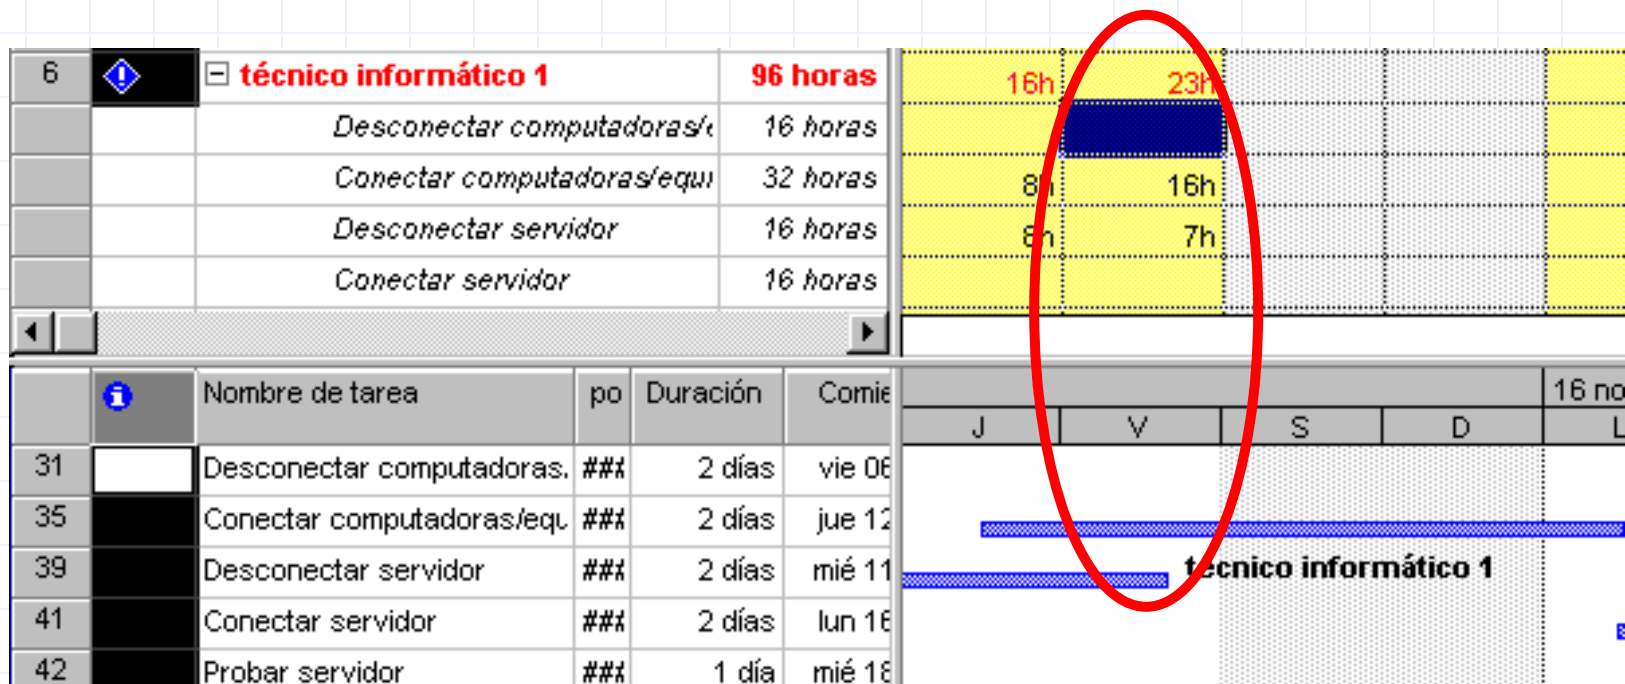 6 técnico informático 1 96 horas 16h 23h
Desconectar computadoras/ 16 horas
Conectar computadoras/equi 32 horas 8h 16h
Desconectar servidor 16 horas 8h 7h
Conectar servidor 16 horas
Nombre de tarea po Duración Comie 16 no
J V S D L
31 Desconectar computadoras. ### 2 días vie 06
35 Conectar computadoras/equ ### 2 días jue 12
39 Desconectar servidor ### 2 días mié 11 técnico informático 1
41 Conectar servidor ### 2 días lun 16
42 Probar servidor ### 1 día mié 18